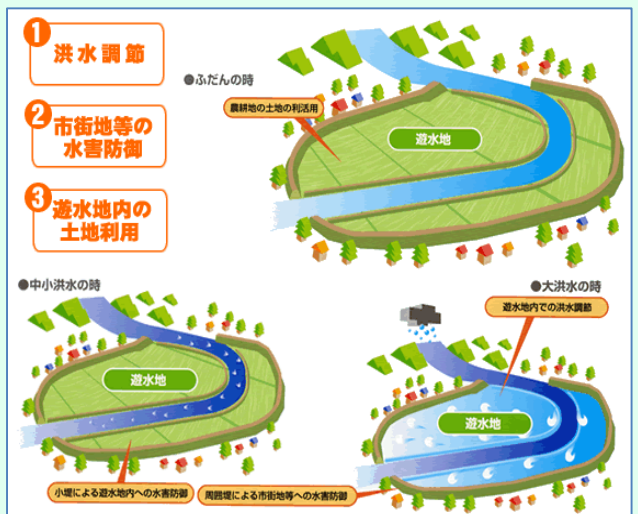 1
洪水調節
2
市街地等の
水害防御
3
遊水地内の
土地利用
●ふだんの時
農耕地の土地の利活用
遊水地
●中小洪水の時
遊水地
小堤による遊水地内への水害防御
●大洪水の時
遊水地内での洪水調節
遊水地
周囲堤による市街地等への水害防御